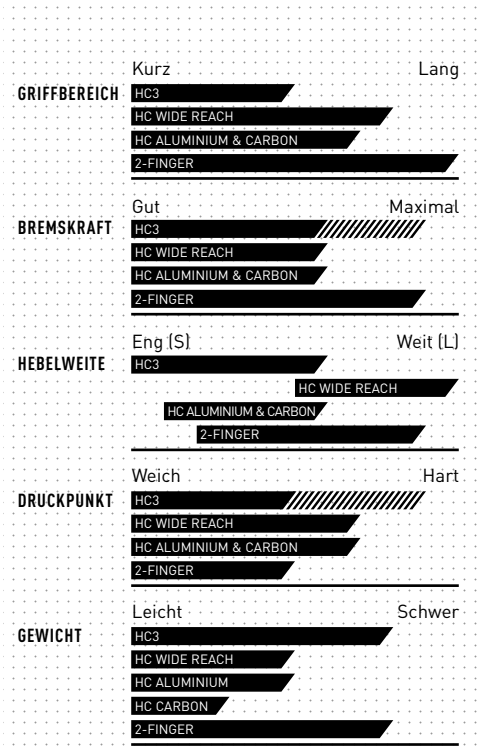 Kurz Lang
GRIFFBEREICH HC3
HC WIDE REACH
HC ALUMINIUM & CARBON
2-FINGER
Gut Maximal
BREMSKRAFT HC3
HC WIDE REACH
HC ALUMINIUM & CARBON
2-FINGER
Eng (S) Weit (L)
HEBELWEITE HC3
HC WIDE REACH
HC ALUMINIUM & CARBON
2-FINGER
Weich Hart
DRUCKPUNKT HC3
HC WIDE REACH
HC ALUMINIUM & CARBON
2-FINGER
Leicht Schwer
GEWICHT HC3
HC WIDE REACH
HC ALUMINIUM
HC CARBON
2-FINGER